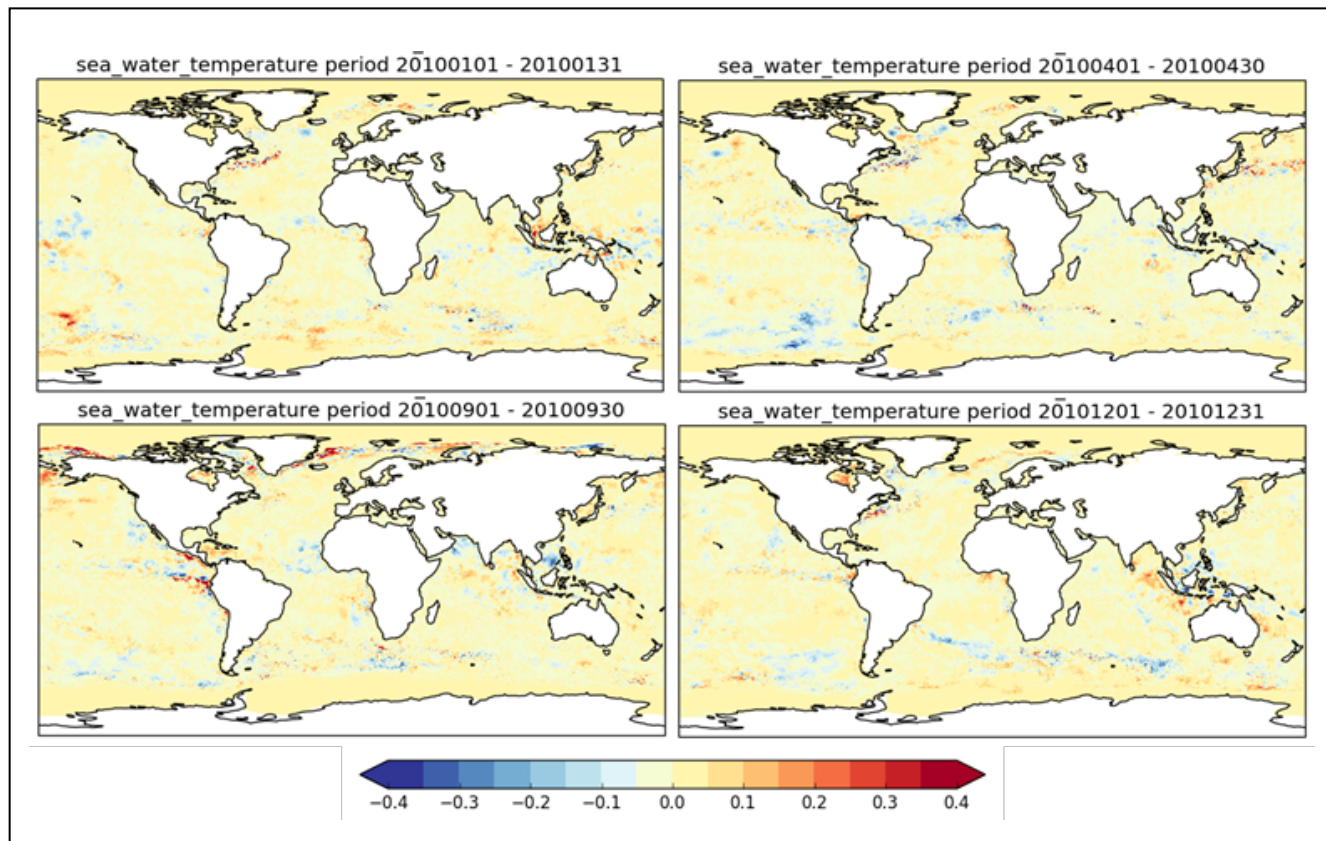 sea_water_temperature period 20100101 - 20100131
sea_water_temperature period 20100401 - 20100430
sea_water_temperature period 20100901 - 20100930
sea_water_temperature period 20101201 - 20101231
−0.4 −0.3 −0.2 −0.1 0.0 0.1 0.2 0.3 0.4